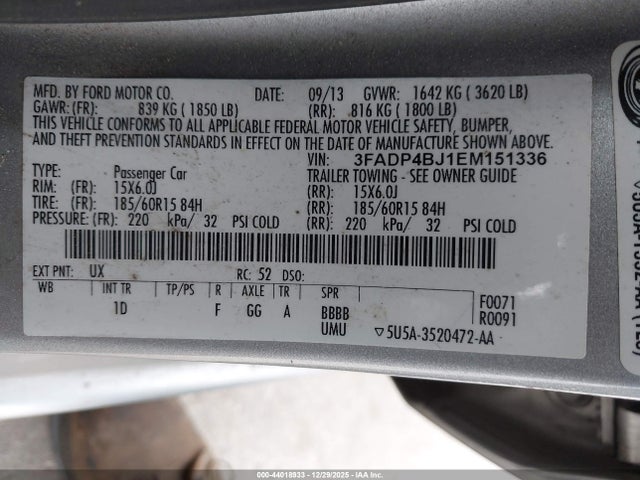 MFD. BY FORD MOTOR CO. DATE: 09/13 GVWR: 1642 KG ( 3620 LB)
GAWR: (FR): 839 KG ( 1850 LB) (RR): 816 KG ( 1800 LB)
THIS VEHICLE CONFORMS TO ALL APPLICABLE FEDERAL MOTOR VEHICLE SAFETY, BUMPER,
AND THEFT PREVENTION STANDARDS IN EFFECT ON THE DATE OF MANUFACTURE SHOWN ABOVE.
VIN: 3FADP4BJ1EM151336
TYPE: Passenger Car TRAILER TOWING - SEE OWNER GUIDE
RIM: (FR): 15X6.0J (RR): 15X6.0J
TIRE: (FR): 185/60R15 84H (RR): 185/60R15 84H
PRESSURE: (FR): 220 kPa/ 32 PSI COLD (RR): 220 kPa/ 32 PSI COLD
EXT PNT: UX RC: 52 DSO:
WB INT TR TP/PS R AXLE TR SPR F0071
1D F GG A BBBB R0091
UMU ▽5U5A-3520472-AA
000-44018933 - 12/29/2025 - IAAI.COM